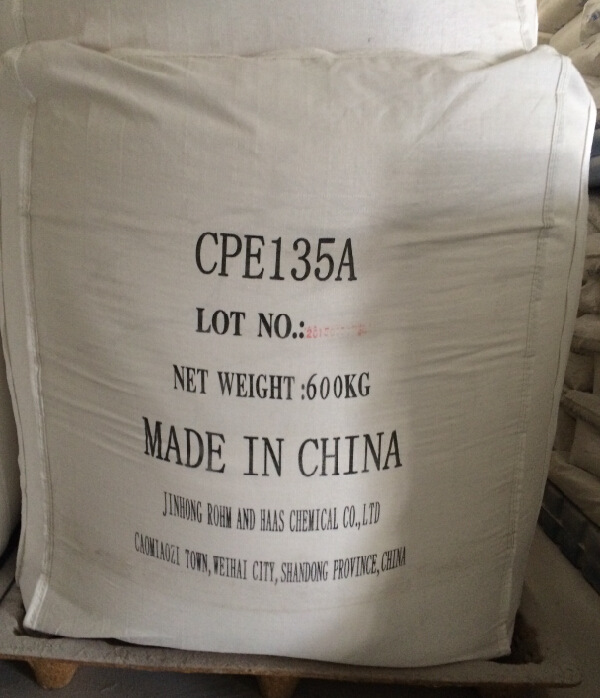 CPE135A
LOT NO.:
NET WEIGHT:600KG
MADE IN CHINA
JINHONG ROHM AND HAAS CHEMICAL CO.,LTD
CAOMIAOZI TOWN,WEIHAI CITY,SHANDONG PROVINCE,CHINA